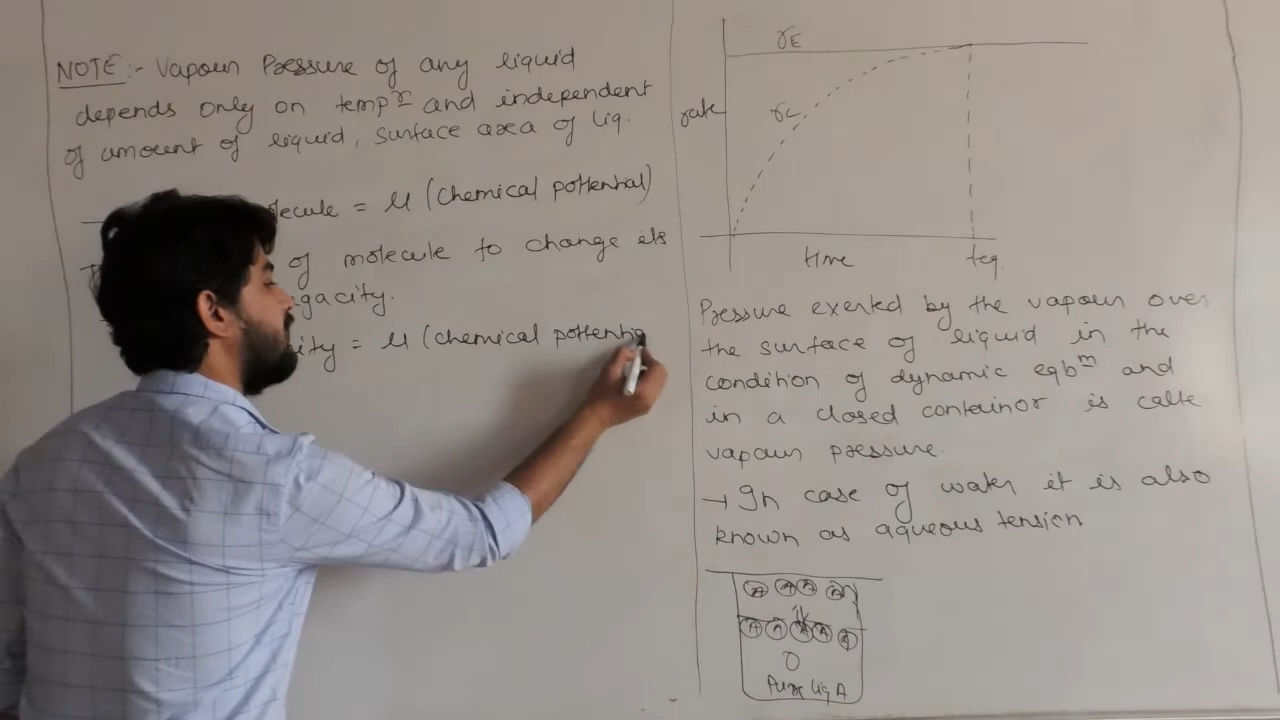 NOTE:- Vapour Pressure of any liquid
depends only on temp^r and independent
of amount of liquid, surface area of liq.
lecule = μ (Chemical pottential)
of molecule to change its
gacity.
ity = μ (chemical pottentia
rE
rate
rc
time
teq.
Pressure exerted by the vapour over
the surface of liquid in the
condition of dynamic eqb^m and
in a closed containor is calle
vapour pressure.
→ In case of water it is also
known as aqueous tension
A A A A
A A A A A
Pure liq A